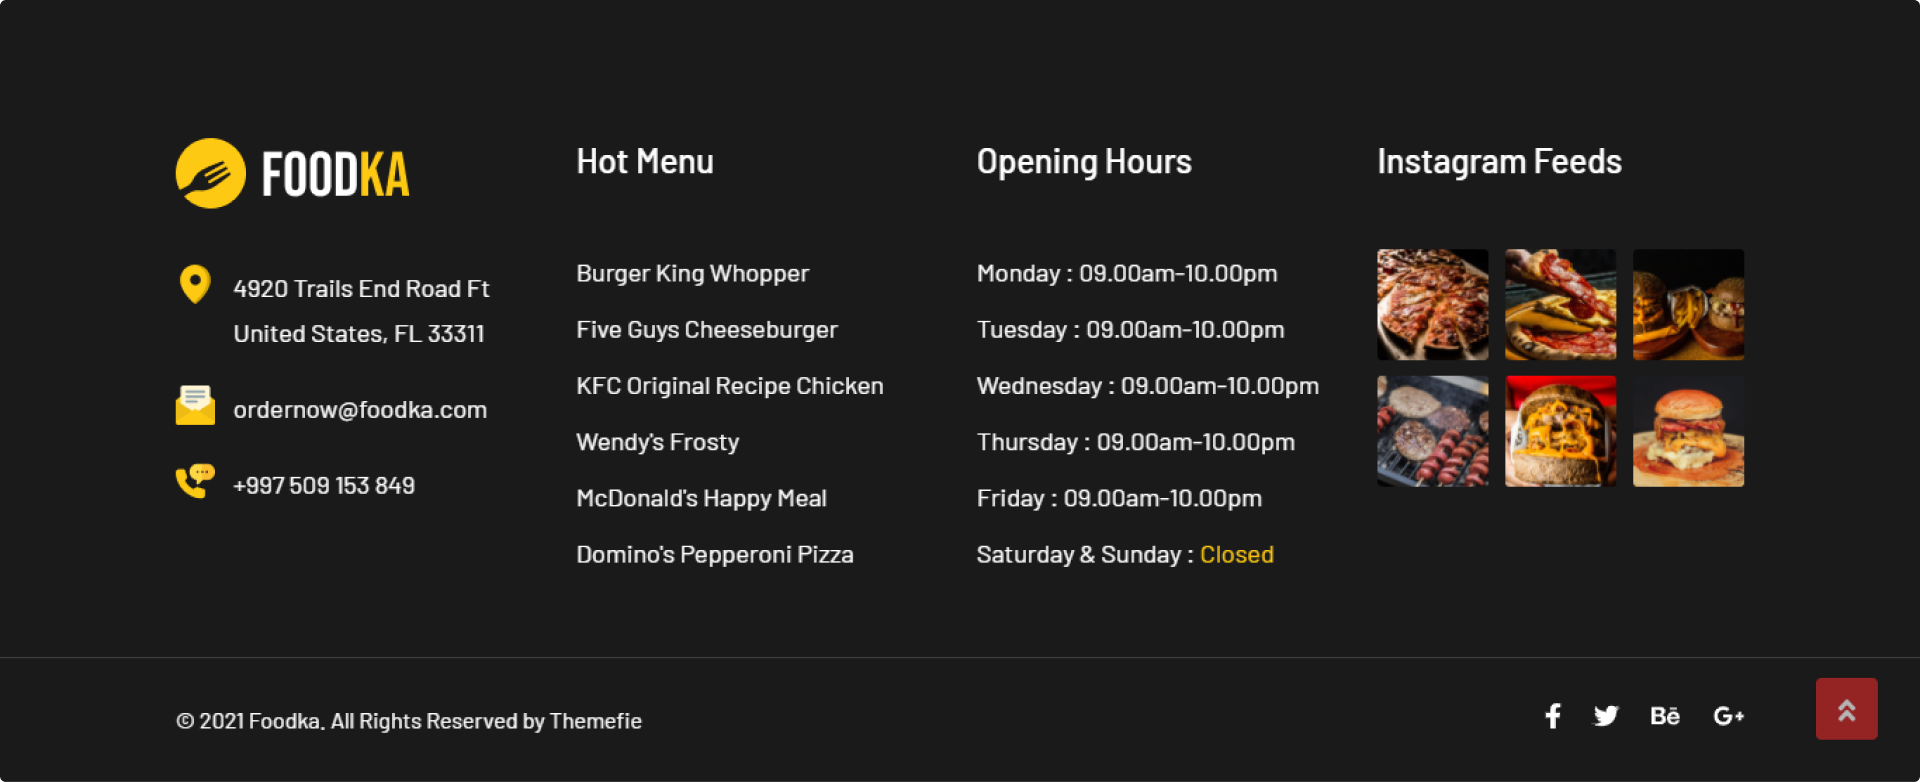 FOODKA
4920 Trails End Road Ft
United States, FL 33311
ordernow@foodka.com
+997 509 153 849
Hot Menu
Burger King Whopper
Five Guys Cheeseburger
KFC Original Recipe Chicken
Wendy's Frosty
McDonald's Happy Meal
Domino's Pepperoni Pizza
Opening Hours
Monday : 09.00am-10.00pm
Tuesday : 09.00am-10.00pm
Wednesday : 09.00am-10.00pm
Thursday : 09.00am-10.00pm
Friday : 09.00am-10.00pm
Saturday & Sunday : Closed
Instagram Feeds
© 2021 Foodka. All Rights Reserved by Themefie
Bē
G+